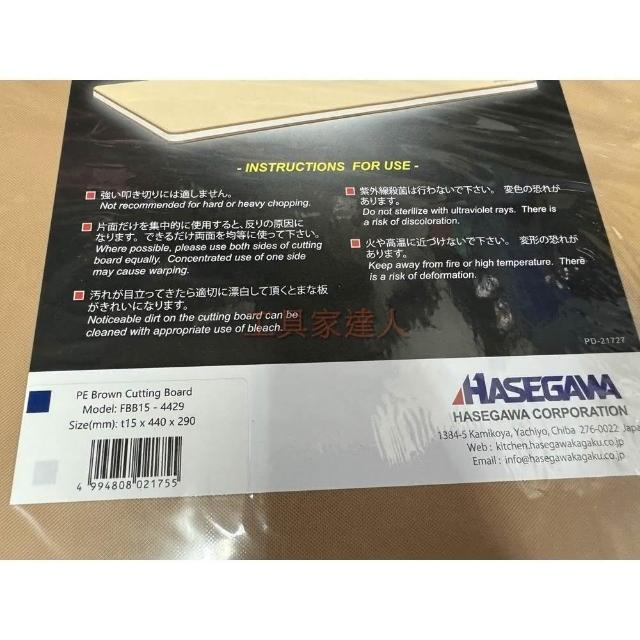 - INSTRUCTIONS FOR USE -
強い叩き切りには適しません。
Not recommended for hard or heavy chopping.
片面だけを集中的に使用すると、反りの原因に
なります。できるだけ両面を均等に使って下さい。
Where possible, please use both sides of cutting
board equally. Concentrated use of one side
may cause warping.
汚れが目立ってきたら適切に漂白して頂くとまな板
がきれいになります。
Noticeable dirt on the cutting board can be
cleaned with appropriate use of bleach.
紫外線殺菌は行わないで下さい。変色の恐れが
あります。
Do not sterilize with ultraviolet rays. There is
a risk of discoloration.
火や高温に近づけないで下さい。変形の恐れが
あります。
Keep away from fire or high temperature. There
is a risk of deformation.
工具家達人
PD-21727
PE Brown Cutting Board
Model: FBB15 - 4429
Size(mm): t15 x 440 x 290
4 994808 021755
HASEGAWA
HASEGAWA CORPORATION
1384-5 Kamikoya, Yachiyo, Chiba 276-0022 Japa
Web : kitchen.hasegawakagaku.co.jp
Email : info@hasegawakagaku.co.jp